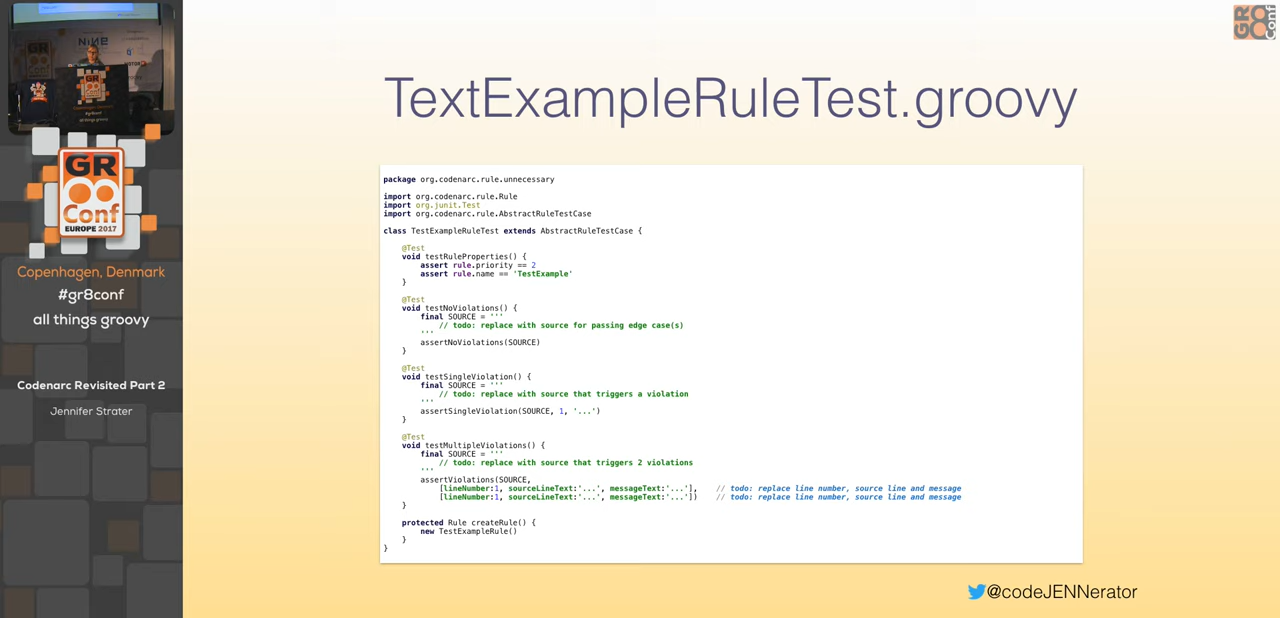 GR
Conf
TextExampleRuleTest.groovy
package org.codenarc.rule.unnecessary
import org.codenarc.rule.Rule
import org.junit.Test
import org.codenarc.rule.AbstractRuleTestCase
class TestExampleRuleTest extends AbstractRuleTestCase {
@Test
void testRuleProperties() {
assert rule.priority == 2
assert rule.name == 'TestExample'
}
@Test
void testNoViolations() {
final SOURCE = '''
// todo: replace with source for passing edge case(s)
'''
assertNoViolations(SOURCE)
}
@Test
void testSingleViolation() {
final SOURCE = '''
// todo: replace with source that triggers a violation
'''
assertSingleViolation(SOURCE, 1, '...')
}
@Test
void testMultipleViolations() {
final SOURCE = '''
// todo: replace with source that triggers 2 violations
'''
assertViolations(SOURCE,
[lineNumber:1, sourceLineText:'...', messageText:'...'], // todo: replace line number, source line and message
[lineNumber:1, sourceLineText:'...', messageText:'...']) // todo: replace line number, source line and message
}
protected Rule createRule() {
new TestExampleRule()
}
}
@codeJENNerator
GR
Conf
EUROPE 2017
Copenhagen, Denmark
#gr8conf
all things groovy
Codenarc Revisited Part 2
Jennifer Strater